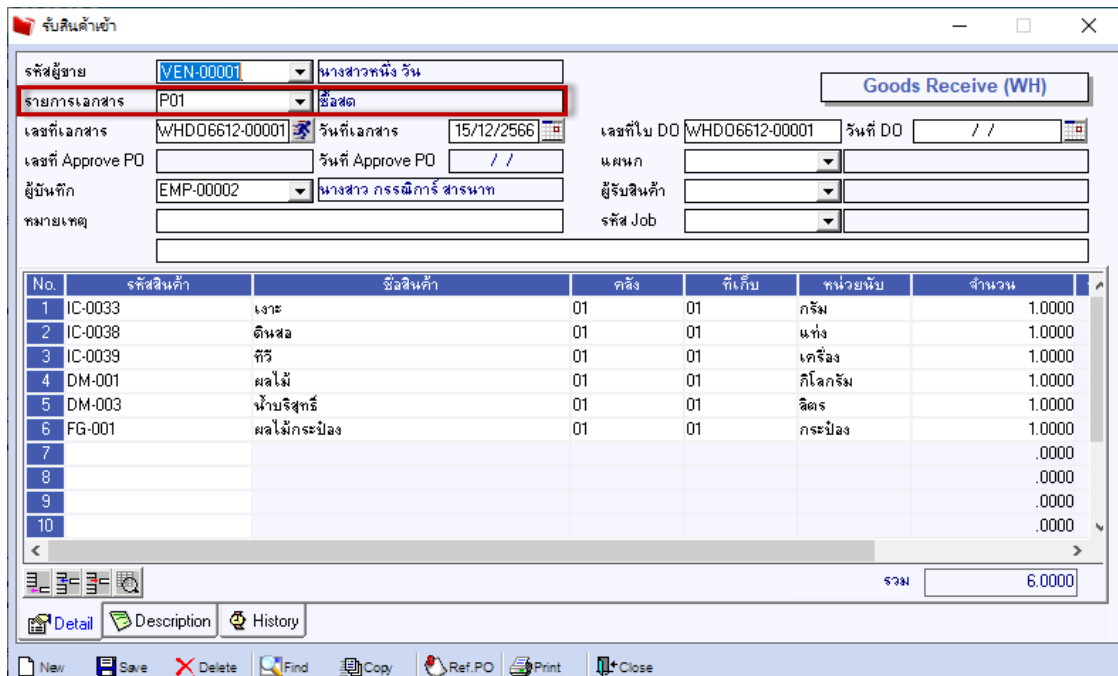 รับสินค้าเข้า
รหัสผู้ขาย VEN-00001 นางสาวหนึ่ง วัน
Goods Receive (WH)
รายการเอกสาร P01 ซื้อสด
เลขที่เอกสาร WHDO6612-00001 วันที่เอกสาร 15/12/2566 เลขที่ใบ DO WHDO6612-00001 วันที่ DO / /
เลขที่ Approve PO วันที่ Approve PO / / แผนก
ผู้บันทึก EMP-00002 นางสาว กรรณิการ์ สารนาท ผู้รับสินค้า
หมายเหตุ รหัส Job
No. รหัสสินค้า ชื่อสินค้า คลัง ที่เก็บ หน่วยนับ จำนวน
1 IC-0033 เงาะ 01 01 กรัม 1.0000
2 IC-0038 ดินสอ 01 01 แท่ง 1.0000
3 IC-0039 ทีวี 01 01 เครื่อง 1.0000
4 DM-001 ผลไม้ 01 01 กิโลกรัม 1.0000
5 DM-003 น้ำบริสุทธิ์ 01 01 ลิตร 1.0000
6 FG-001 ผลไม้กระป๋อง 01 01 กระป๋อง 1.0000
7 .0000
8 .0000
9 .0000
10 .0000
รวม 6.0000
Detail Description History
New Save Delete Find Copy Ref.PO Print Close